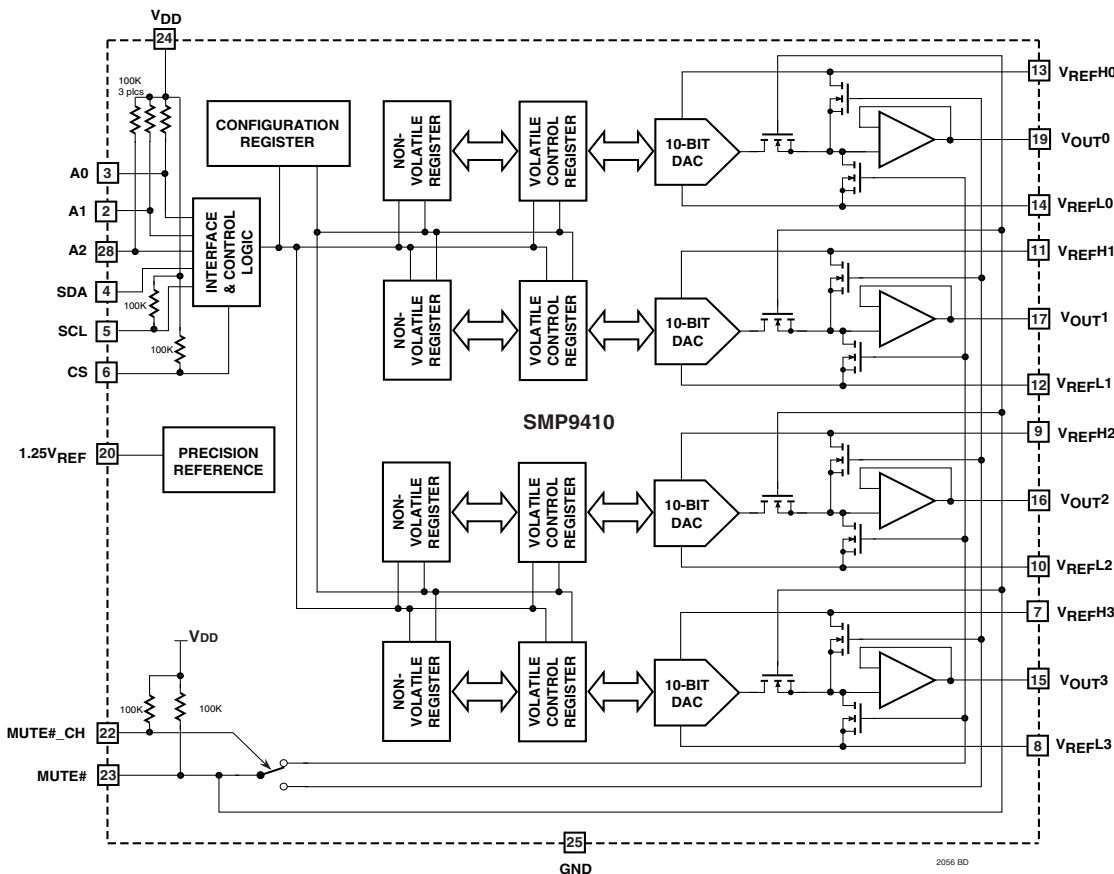 VDD
24
100K
3 plcs
CONFIGURATION
REGISTER
NON-
VOLATILE
REGISTER
VOLATILE
CONTROL
REGISTER
10-BIT
DAC
13 VREFH0
19 VOUT0
14 VREFL0
A0 3
A1 2
A2 28
SDA 4
SCL 5
CS 6
INTERFACE
& CONTROL
LOGIC
100K
100K
NON-
VOLATILE
REGISTER
VOLATILE
CONTROL
REGISTER
10-BIT
DAC
11 VREFH1
17 VOUT1
12 VREFL1
SMP9410
1.25VREF 20
PRECISION
REFERENCE
NON-
VOLATILE
REGISTER
VOLATILE
CONTROL
REGISTER
10-BIT
DAC
9 VREFH2
16 VOUT2
10 VREFL2
NON-
VOLATILE
REGISTER
VOLATILE
CONTROL
REGISTER
10-BIT
DAC
7 VREFH3
15 VOUT3
8 VREFL3
VDD
100K
100K
MUTE#_CH 22
MUTE# 23
25
GND
2056 BD